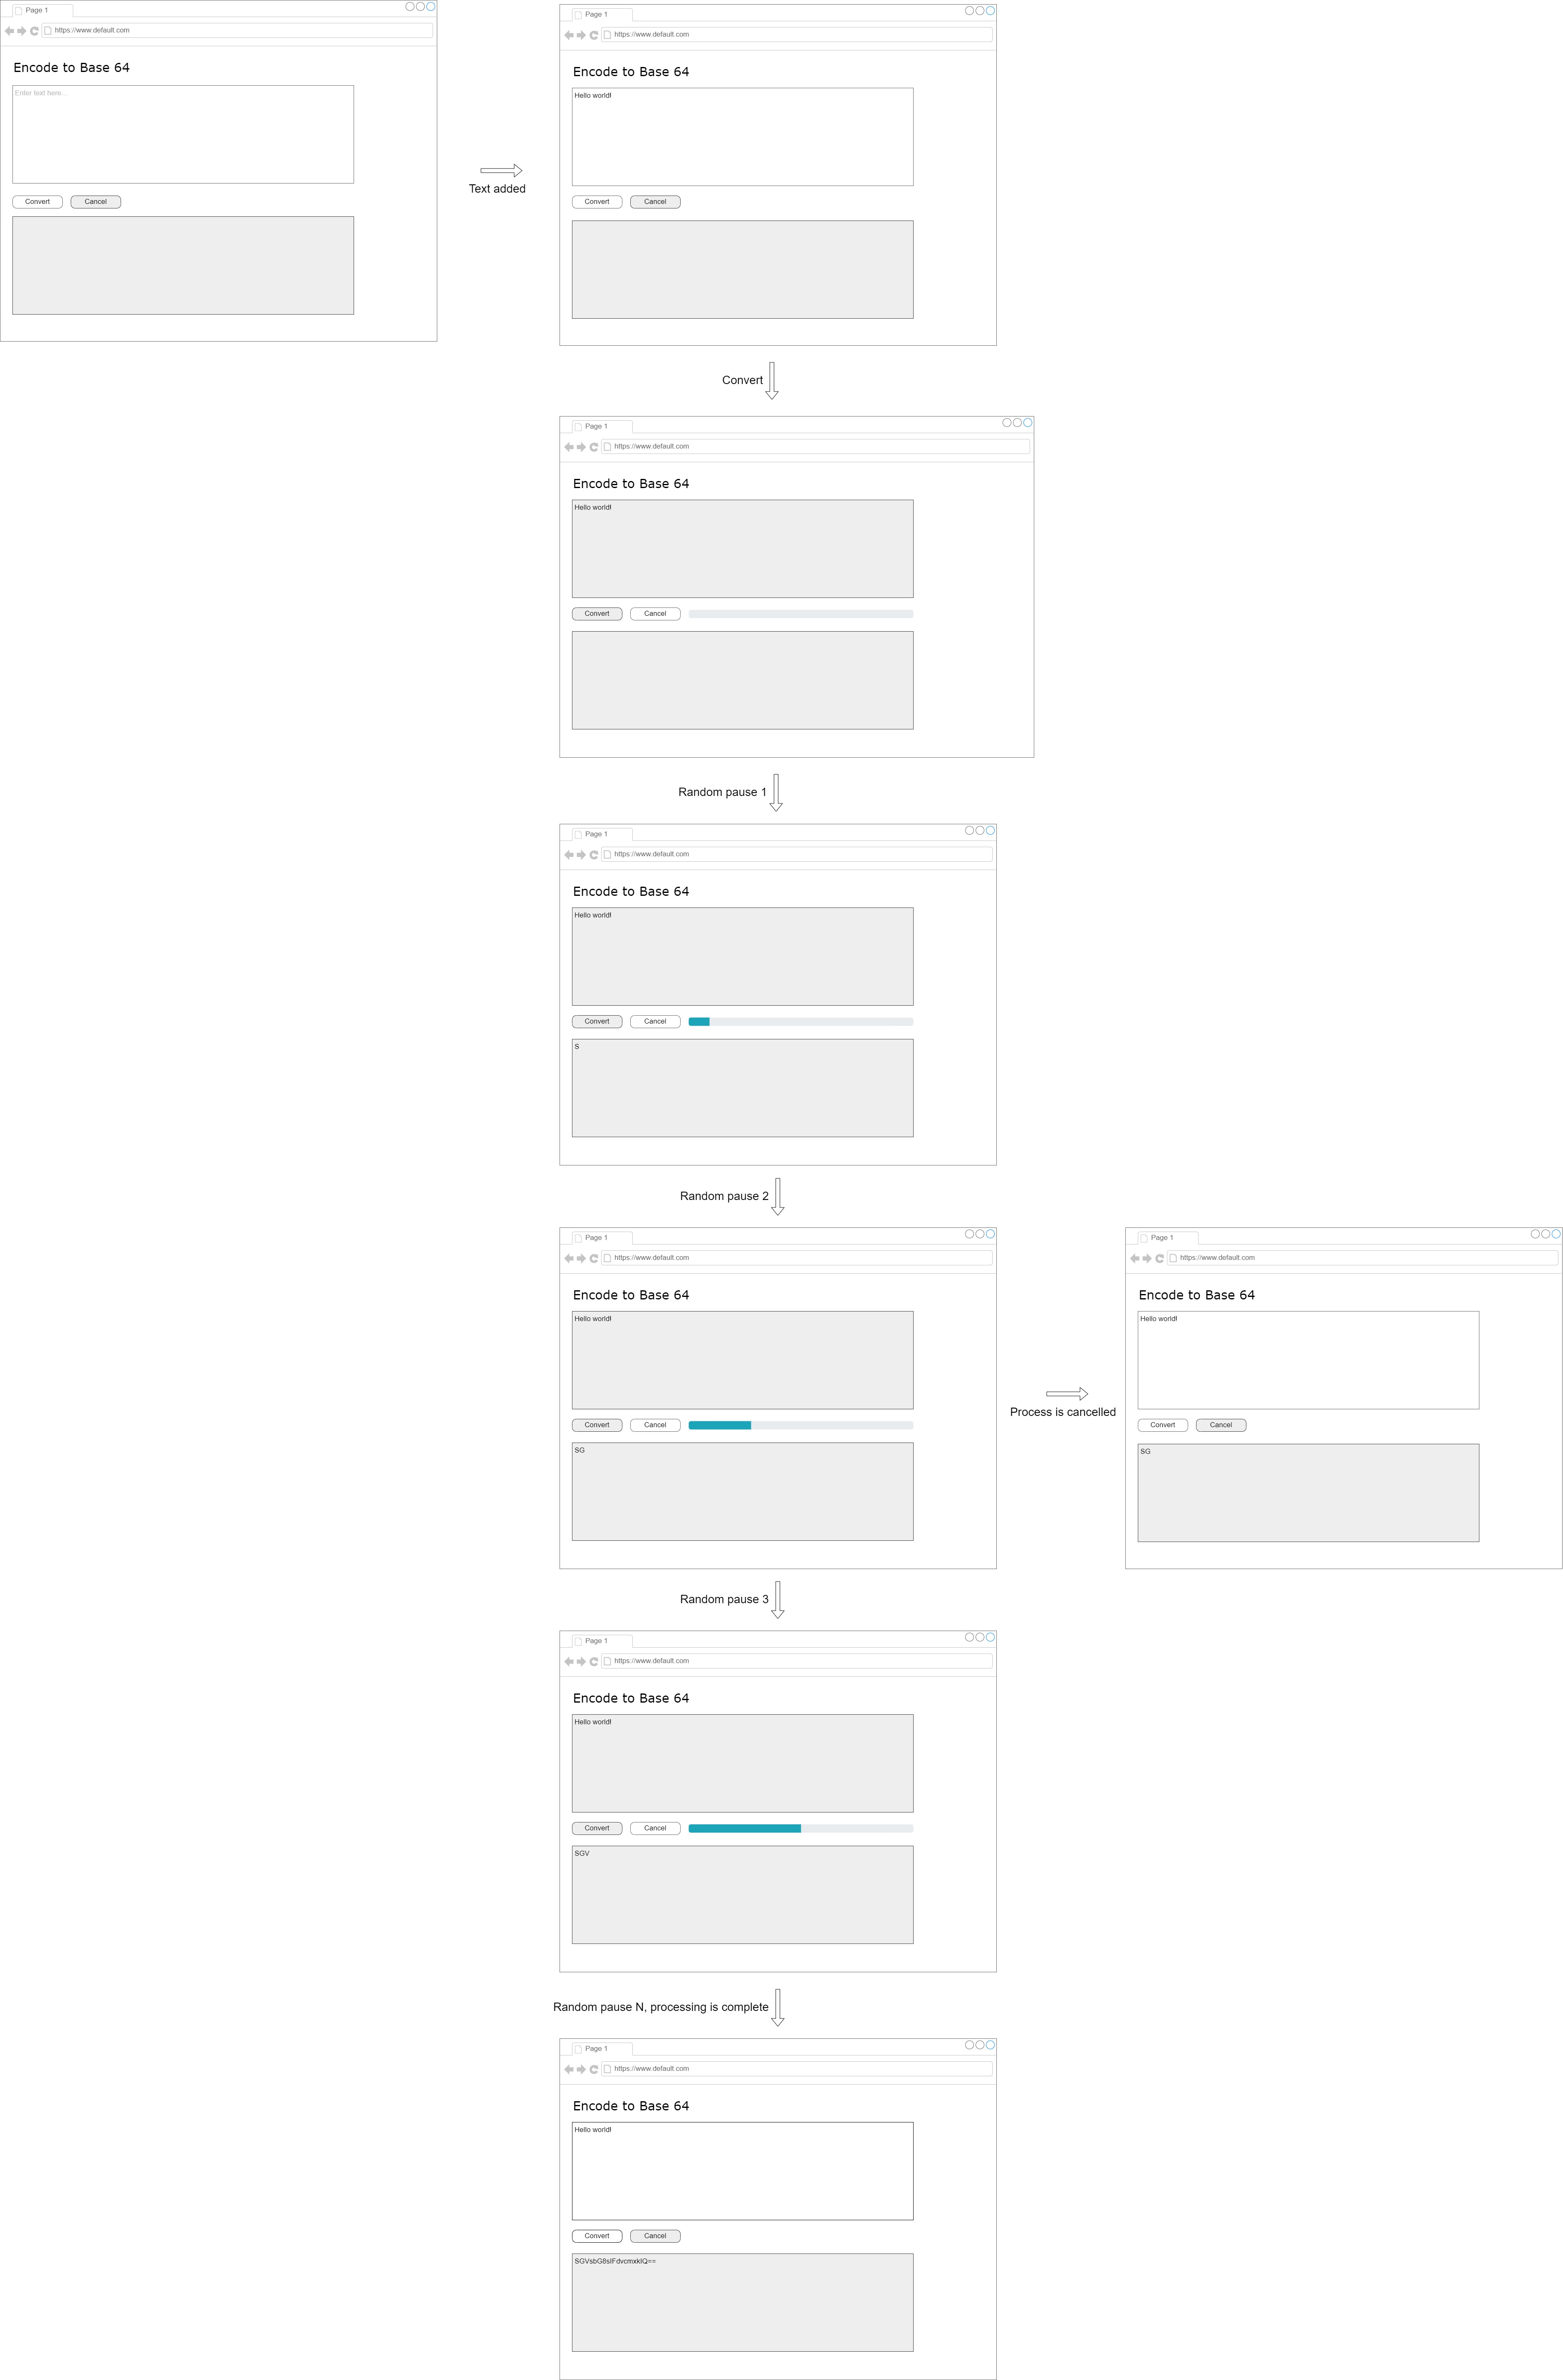 Page 1
https://www.default.com
Encode to Base 64
Enter text here...
Convert
Cancel
Text added
Page 1
https://www.default.com
Encode to Base 64
Hello world!
Convert
Cancel
Convert
Page 1
https://www.default.com
Encode to Base 64
Hello world!
Convert
Cancel
Random pause 1
Page 1
https://www.default.com
Encode to Base 64
Hello world!
Convert
Cancel
S
Random pause 2
Page 1
https://www.default.com
Encode to Base 64
Hello world!
Convert
Cancel
SG
Process is cancelled
Page 1
https://www.default.com
Encode to Base 64
Hello world!
Convert
Cancel
SG
Random pause 3
Page 1
https://www.default.com
Encode to Base 64
Hello world!
Convert
Cancel
SGV
Random pause N, processing is complete
Page 1
https://www.default.com
Encode to Base 64
Hello world!
Convert
Cancel
SGVsbG8sIFdvcmxkIQ==